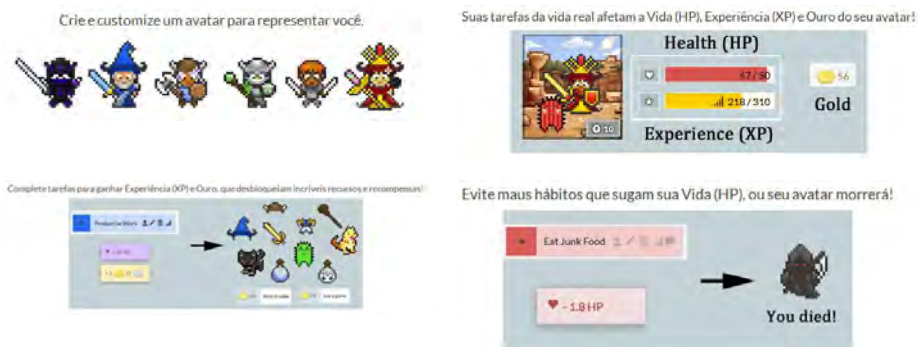 Crie e customize um avatar para representar você.
Suas tarefas da vida real afetam a Vida (HP), Experiência (XP) e Ouro do seu avatar!
Health (HP)
47 / 50
56
218 / 310
Gold
10
Experience (XP)
Complete tarefas para ganhar Experiência (XP) e Ouro, que desbloqueiam incríveis recursos e recompensas!
Productive Work
Evite maus hábitos que sugam sua Vida (HP), ou seu avatar morrerá!
Eat Junk Food
- 1.8 HP
You died!